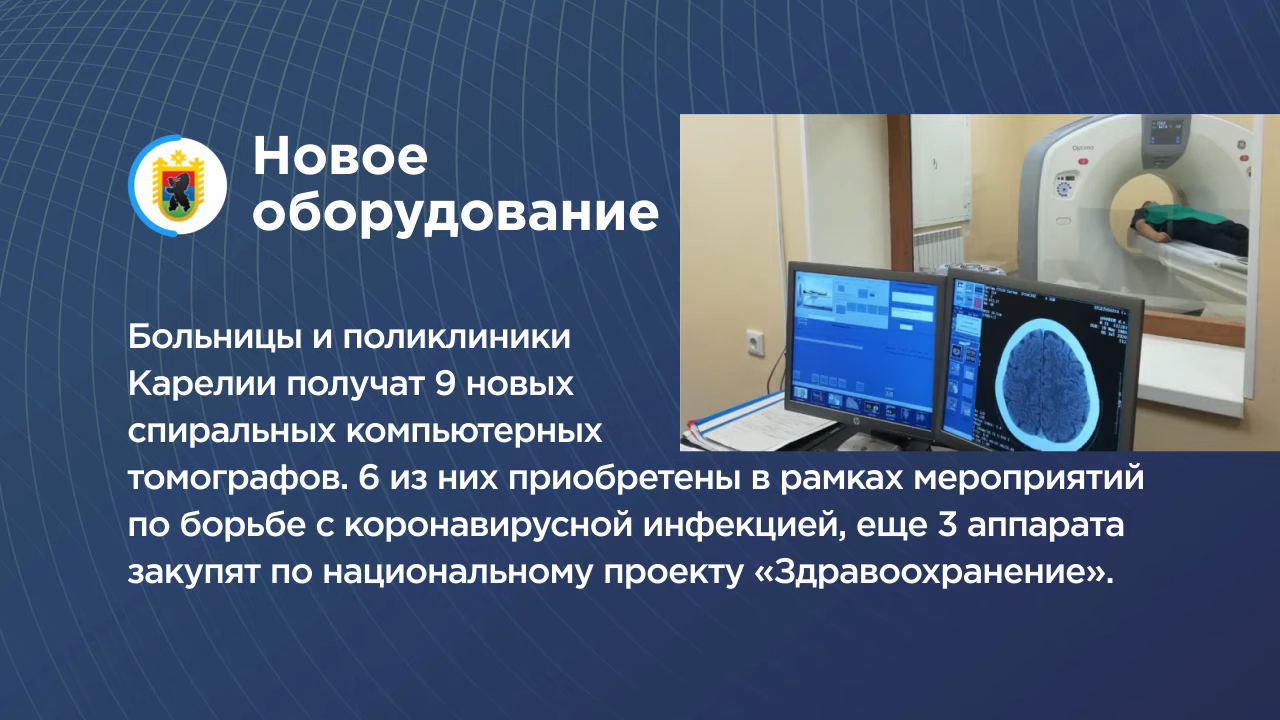 Новое
оборудование
Optima
Больницы и поликлиники
Карелии получат 9 новых
спиральных компьютерных
томографов. 6 из них приобретены в рамках мероприятий
по борьбе с коронавирусной инфекцией, еще 3 аппарата
закупят по национальному проекту «Здравоохранение».